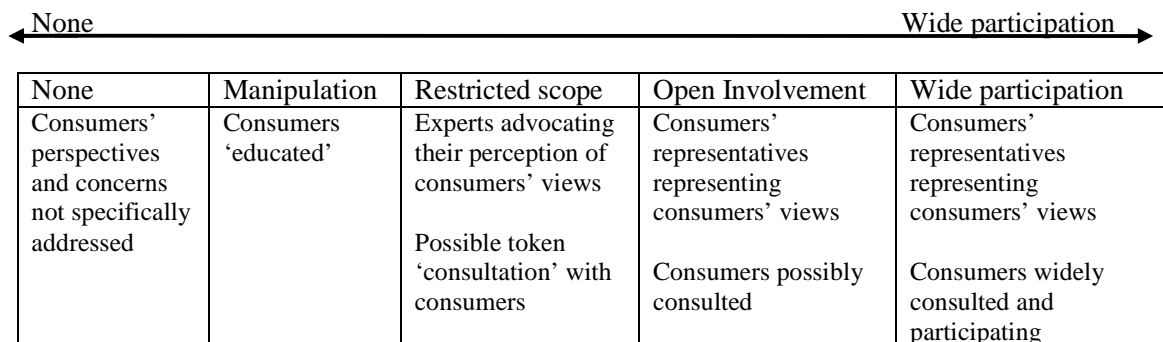 None Wide participation
None Manipulation Restricted scope Open Involvement Wide participation
Consumers’
perspectives
and concerns
not specifically
addressed
Consumers
‘educated’
Experts advocating
their perception of
consumers’ views
Possible token
‘consultation’ with
consumers
Consumers’
representatives
representing
consumers’ views
Consumers possibly
consulted
Consumers’
representatives
representing
consumers’ views
Consumers widely
consulted and
participating